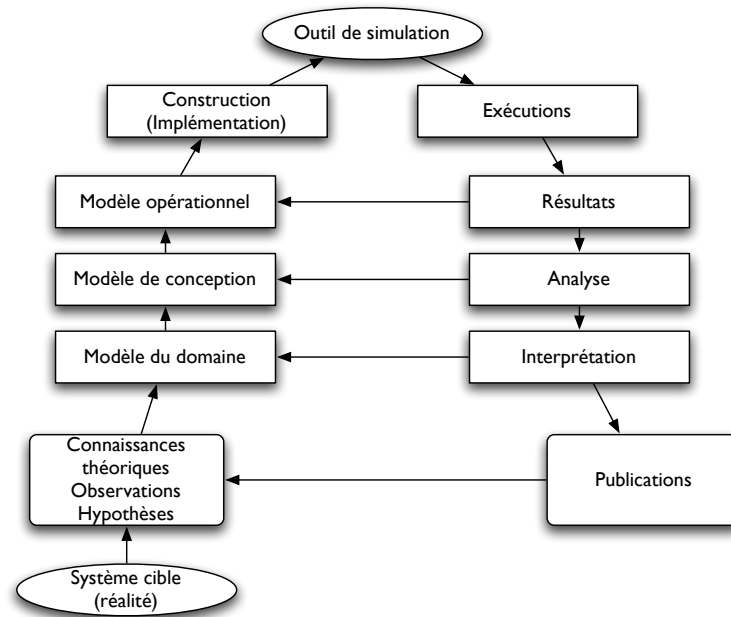 Outil de simulation
Construction
(Implémentation)
Exécutions
Modèle opérationnel
Résultats
Modèle de conception
Analyse
Modèle du domaine
Interprétation
Connaissances
théoriques
Observations
Hypothèses
Publications
Système cible
(réalité)